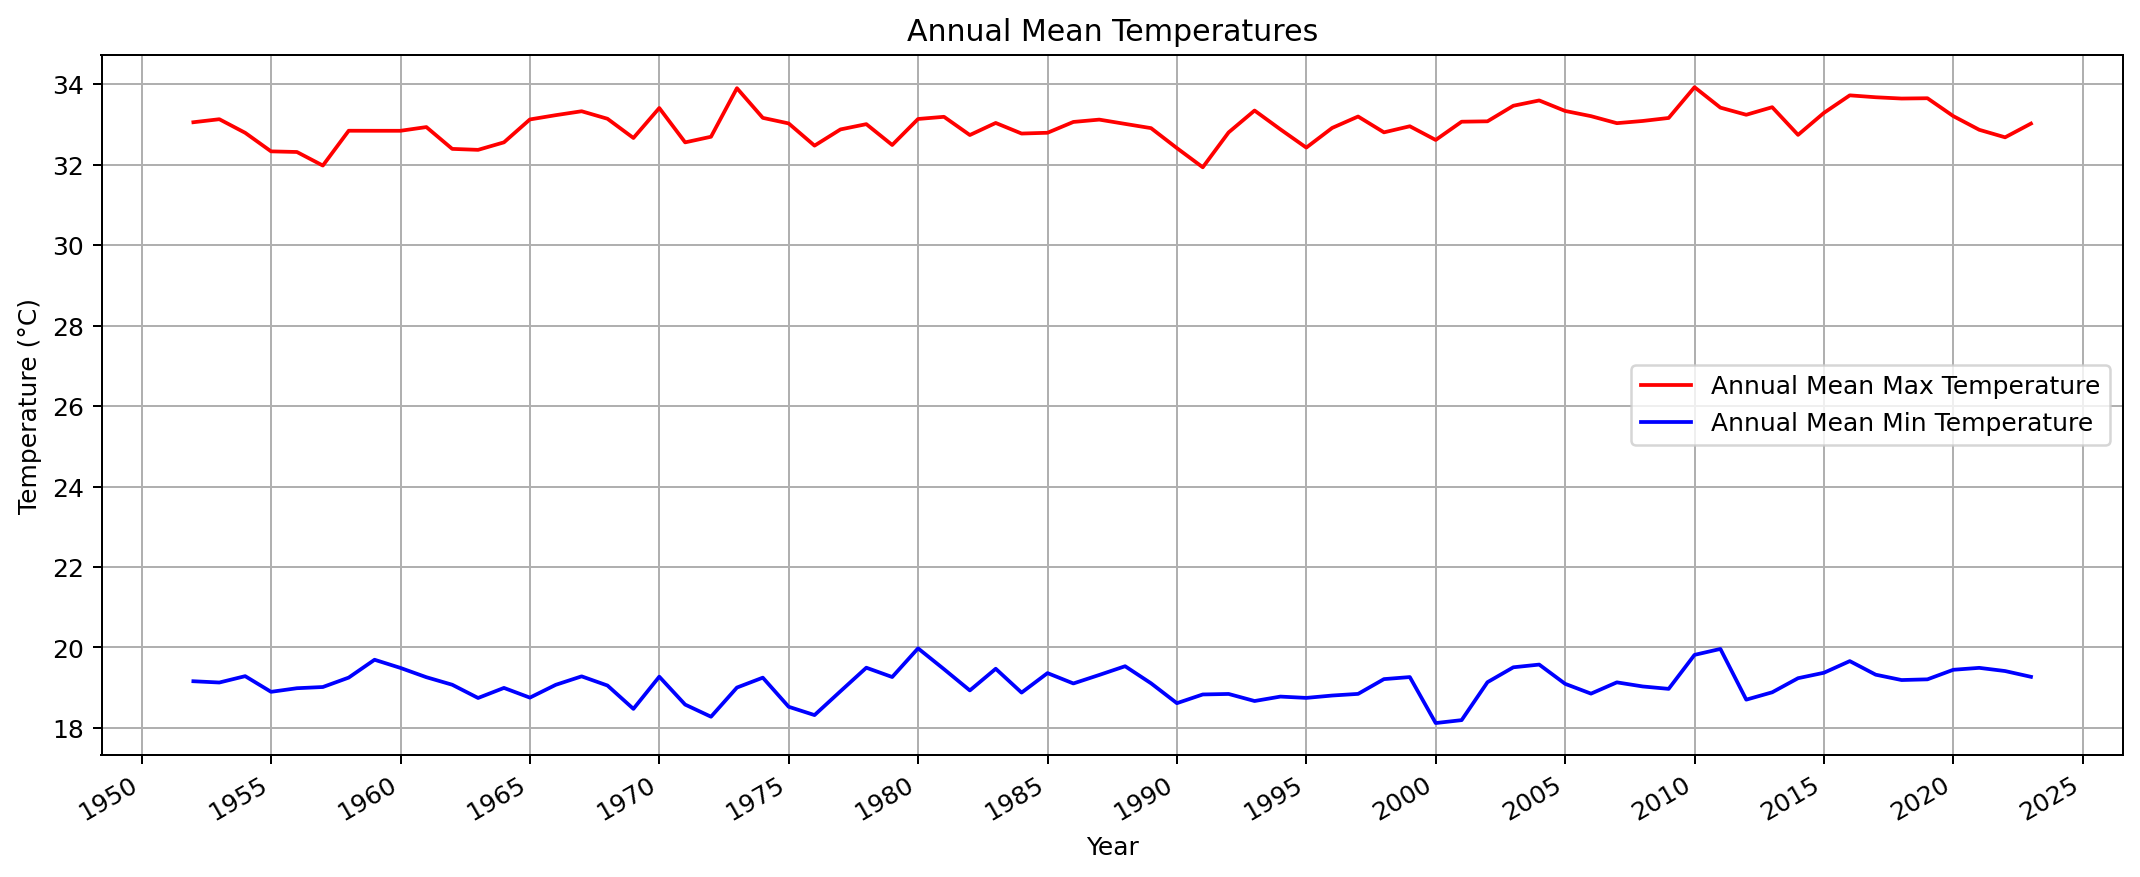 Annual Mean Temperatures
34
32
30
28
26
24
22
20
18
Temperature (°C)
Annual Mean Max Temperature
Annual Mean Min Temperature
1950 1955 1960 1965 1970 1975 1980 1985 1990 1995 2000 2005 2010 2015 2020 2025
Year